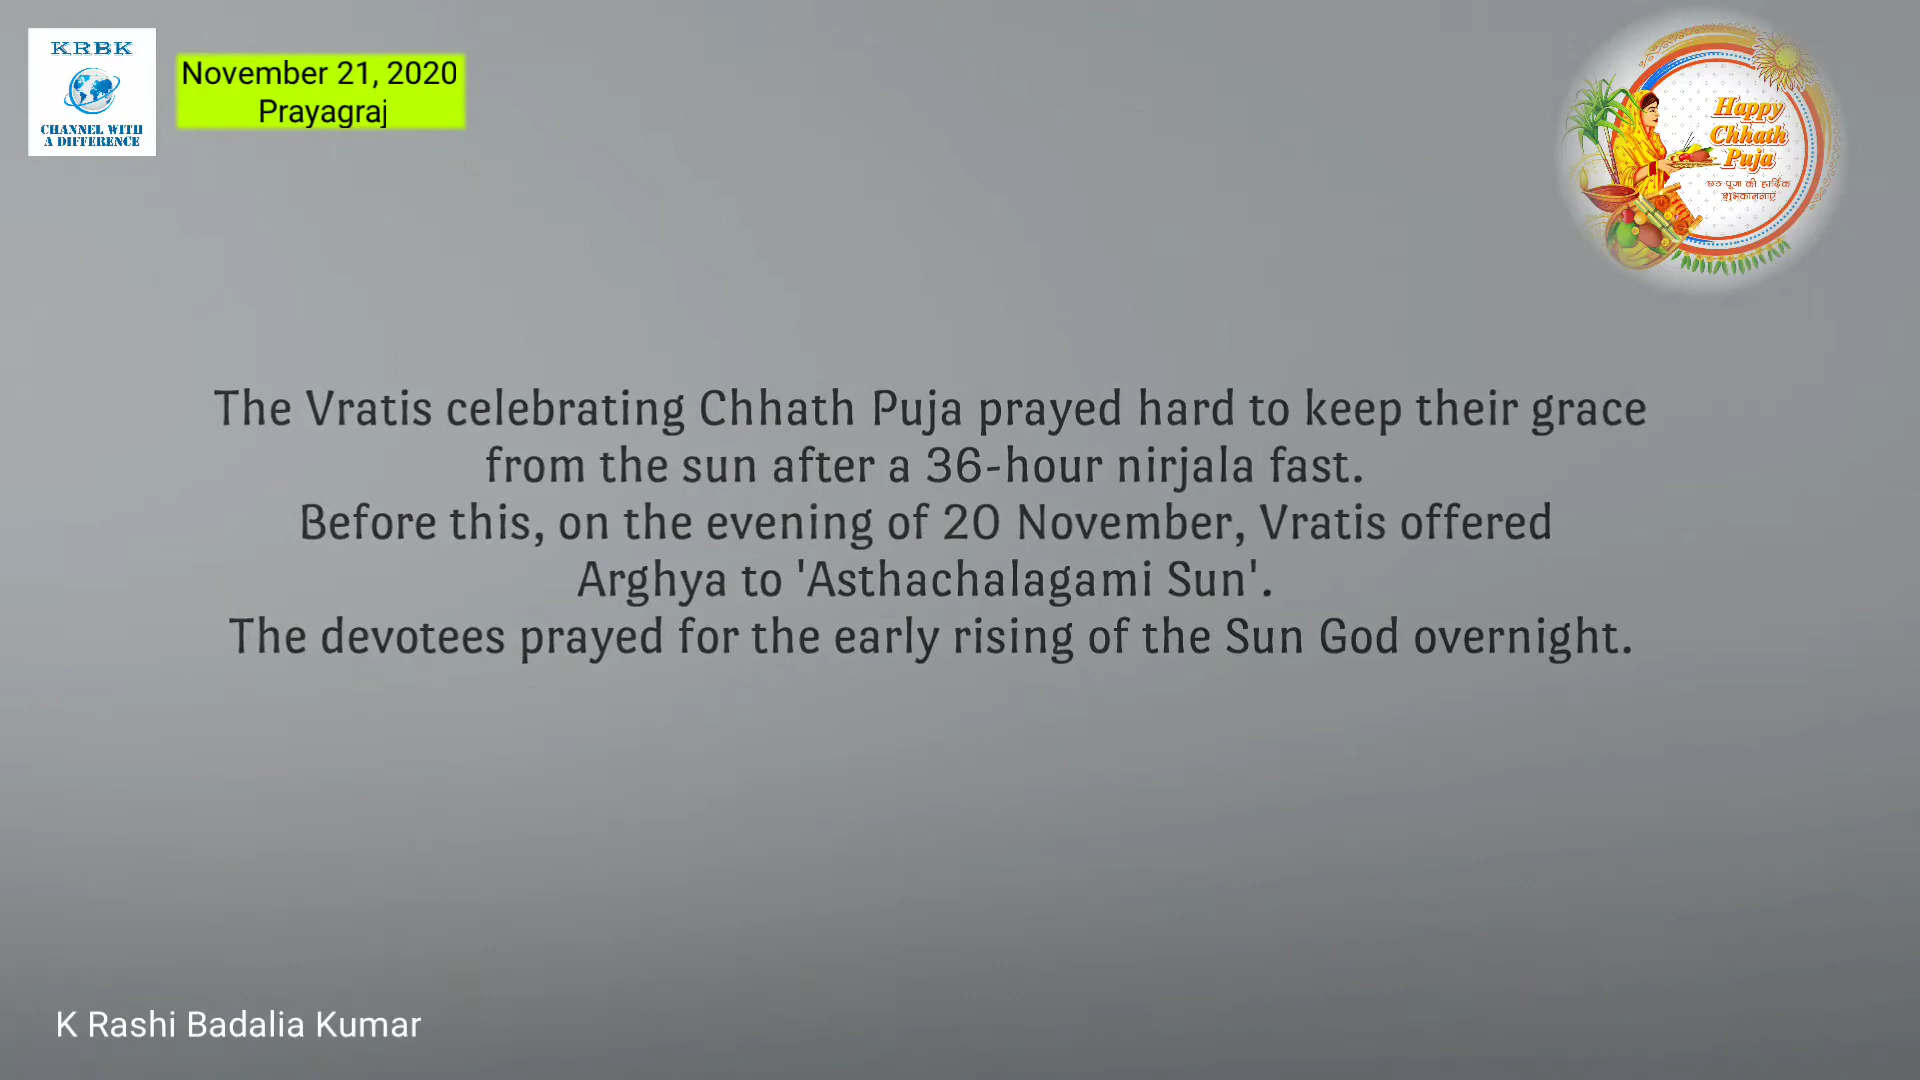 KRBK
CHANNEL WITH
A DIFFERENCE
November 21, 2020
Prayagraj
Happy
Chhath
Puja
छठ पूजा की हार्दिक
शुभकामनाएं
The Vratis celebrating Chhath Puja prayed hard to keep their grace
from the sun after a 36-hour nirjala fast.
Before this, on the evening of 20 November, Vratis offered
Arghya to 'Asthachalagami Sun'.
The devotees prayed for the early rising of the Sun God overnight.
K Rashi Badalia Kumar